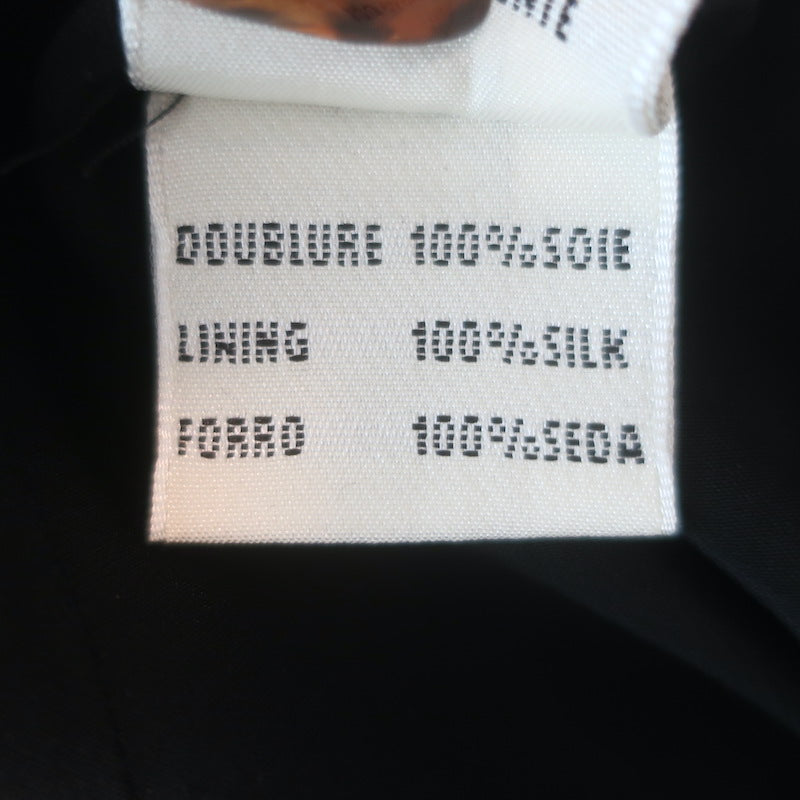 DOUBLURE 100%SOIE
LINING 100%SILK
FORRO 100%SEDA